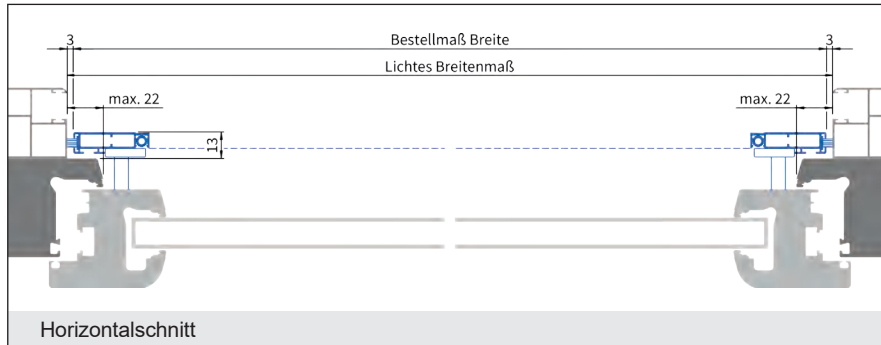 3 Bestellmaß Breite 3
Lichtes Breitenmaß
max. 22 max. 22
13
Horizontalschnitt